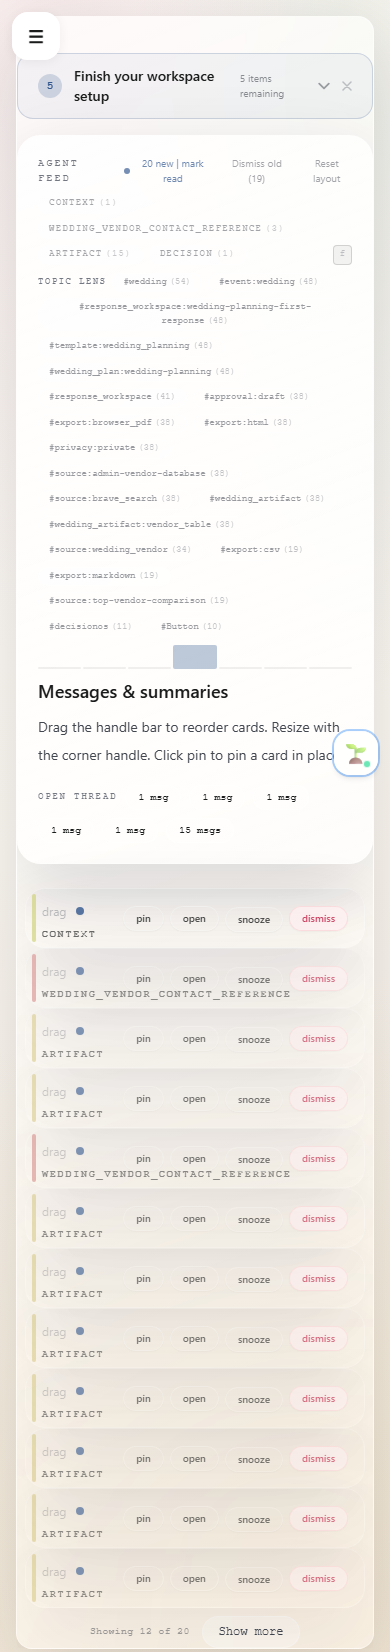 5 Finish your workspace setup 5 items remaining
AGENT FEED 20 new | mark read Dismiss old (19) Reset layout
CONTEXT (1)
WEDDING_VENDOR_CONTACT_REFERENCE (3)
ARTIFACT (15) DECISION (1) f
TOPIC LENS #wedding (54) #event:wedding (48)
#response_workspace:wedding-planning-first-
response (48)
#template:wedding_planning (48)
#wedding_plan:wedding-planning (48)
#response_workspace (41) #approval:draft (38)
#export:browser_pdf (38) #export:html (38)
#privacy:private (38)
#source:admin-vendor-database (38)
#source:brave_search (38) #wedding_artifact (38)
#wedding_artifact:vendor_table (38)
#source:wedding_vendor (34) #export:csv (19)
#export:markdown (19)
#source:top-vendor-comparison (19)
#decisionos (11) #Button (10)
Messages & summaries
Drag the handle bar to reorder cards. Resize with
the corner handle. Click pin to pin a card in plac
OPEN THREAD 1 msg 1 msg 1 msg
1 msg 1 msg 15 msgs
drag pin open snooze dismiss
CONTEXT
drag pin open snooze dismiss
WEDDING_VENDOR_CONTACT_REFERENCE
drag pin open snooze dismiss
ARTIFACT
drag pin open snooze dismiss
ARTIFACT
drag pin open snooze dismiss
WEDDING_VENDOR_CONTACT_REFERENCE
drag pin open snooze dismiss
ARTIFACT
drag pin open snooze dismiss
ARTIFACT
drag pin open snooze dismiss
ARTIFACT
drag pin open snooze dismiss
ARTIFACT
drag pin open snooze dismiss
ARTIFACT
drag pin open snooze dismiss
ARTIFACT
drag pin open snooze dismiss
ARTIFACT
Showing 12 of 20 Show more